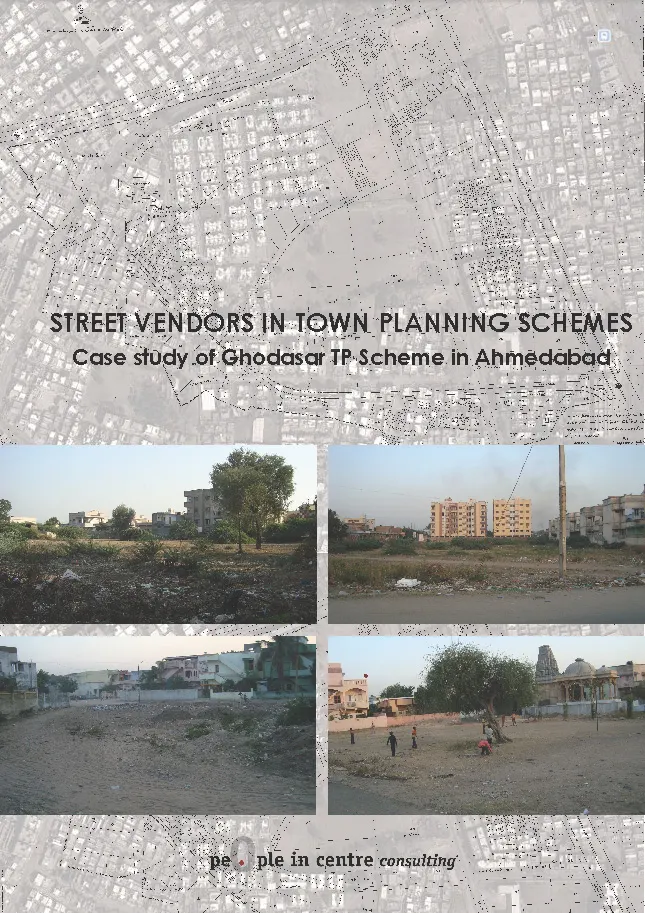 STREET VENDORS IN TOWN PLANNING SCHEMES
Case study of Ghodasar TP Scheme in Ahmedabad
people in centre consulting